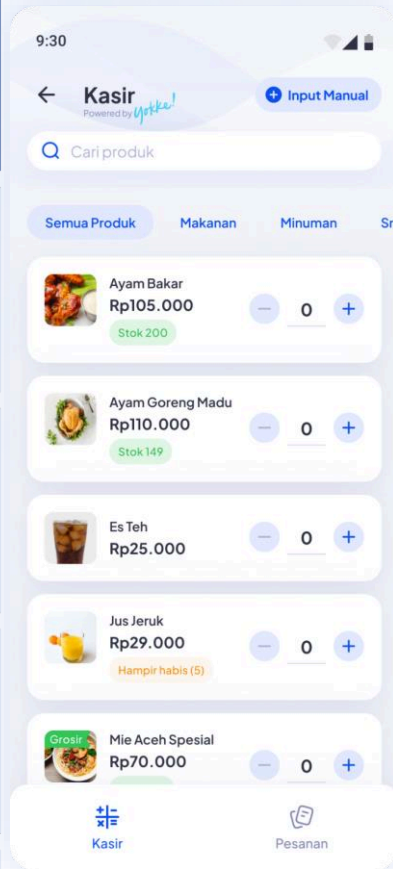 9:30
Kasir
Powered by yokke!
Input Manual
Cari produk
Semua Produk Makanan Minuman Sn
Ayam Bakar
Rp105.000
0
Stok 200
Ayam Goreng Madu
Rp110.000
0
Stok 149
Es Teh
Rp25.000
0
Jus Jeruk
Rp29.000
0
Hampir habis (5)
Grosir
Mie Aceh Spesial
Rp70.000
0
Kasir
Pesanan